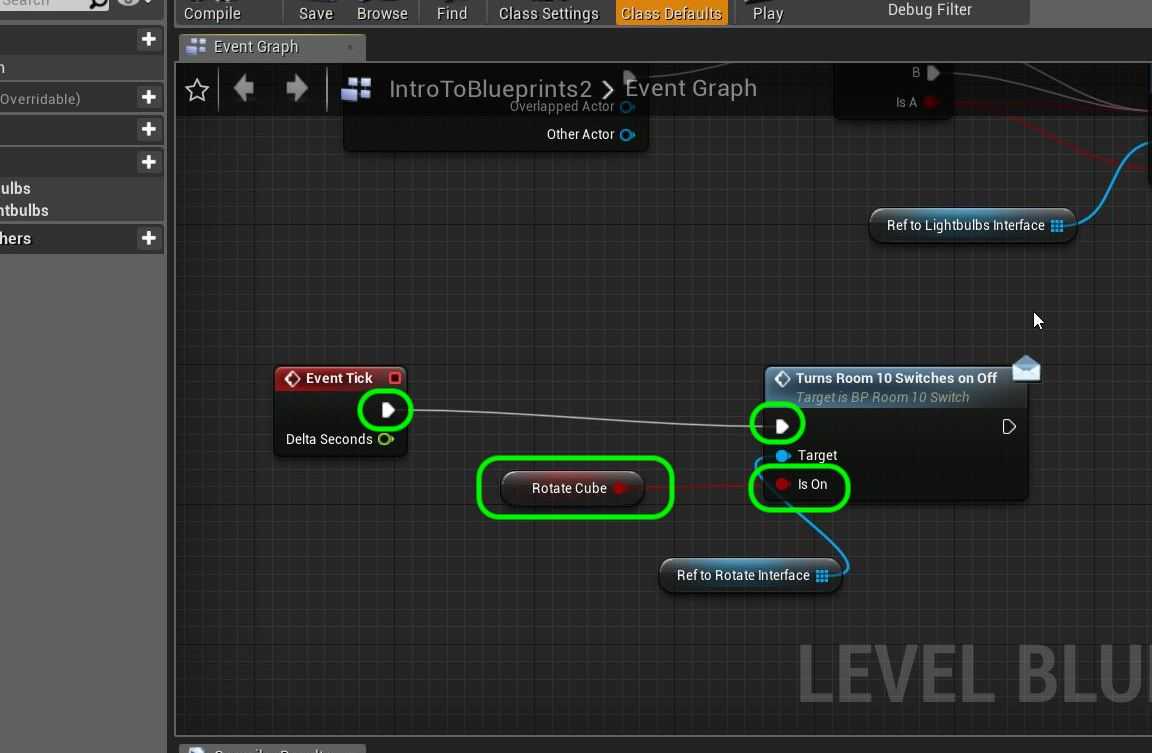 Search
Compile
Save
Browse
Find
Class Settings
Class Defaults
Play
Debug Filter
Event Graph
IntroToBlueprints2 > Event Graph
Overlapped Actor
Other Actor
B
Is A
Overridable)
ulbs
ntbulbs
hers
Ref to Lightbulbs Interface
Event Tick
Delta Seconds
Turns Room 10 Switches on Off
Target is BP Room 10 Switch
Target
Is On
Rotate Cube
Ref to Rotate Interface
LEVEL BLU